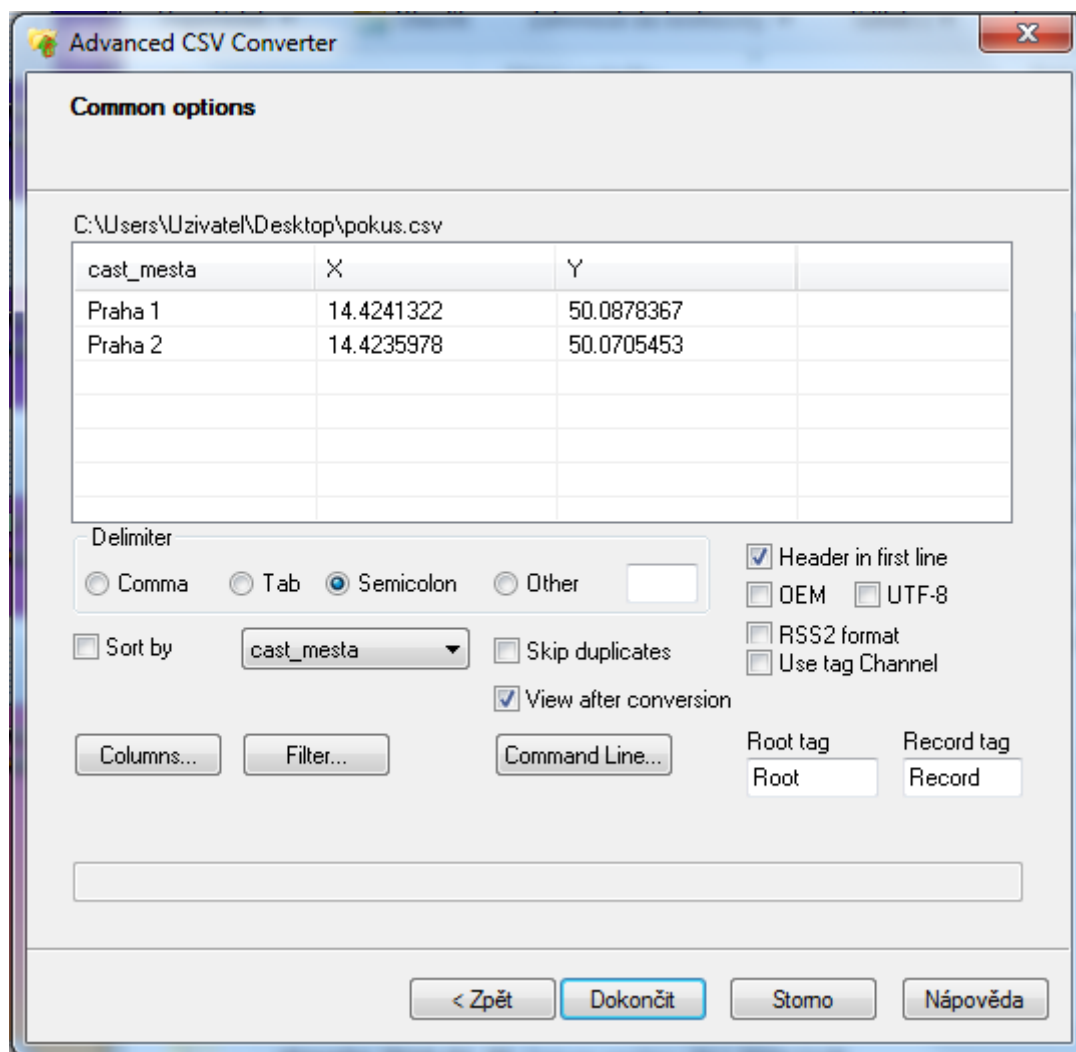 Advanced CSV Converter
Common options
C:\Users\Uzivatel\Desktop\pokus.csv
cast_mesta X Y
Praha 1 14.4241322 50.0878367
Praha 2 14.4235978 50.0705453
Delimiter
Comma Tab Semicolon Other
Header in first line
OEM UTF-8
Sort by cast_mesta Skip duplicates
RSS2 format
Use tag Channel
View after conversion
Columns... Filter... Command Line...
Root tag Record tag
Root Record
< Zpět Dokončit Storno Nápověda